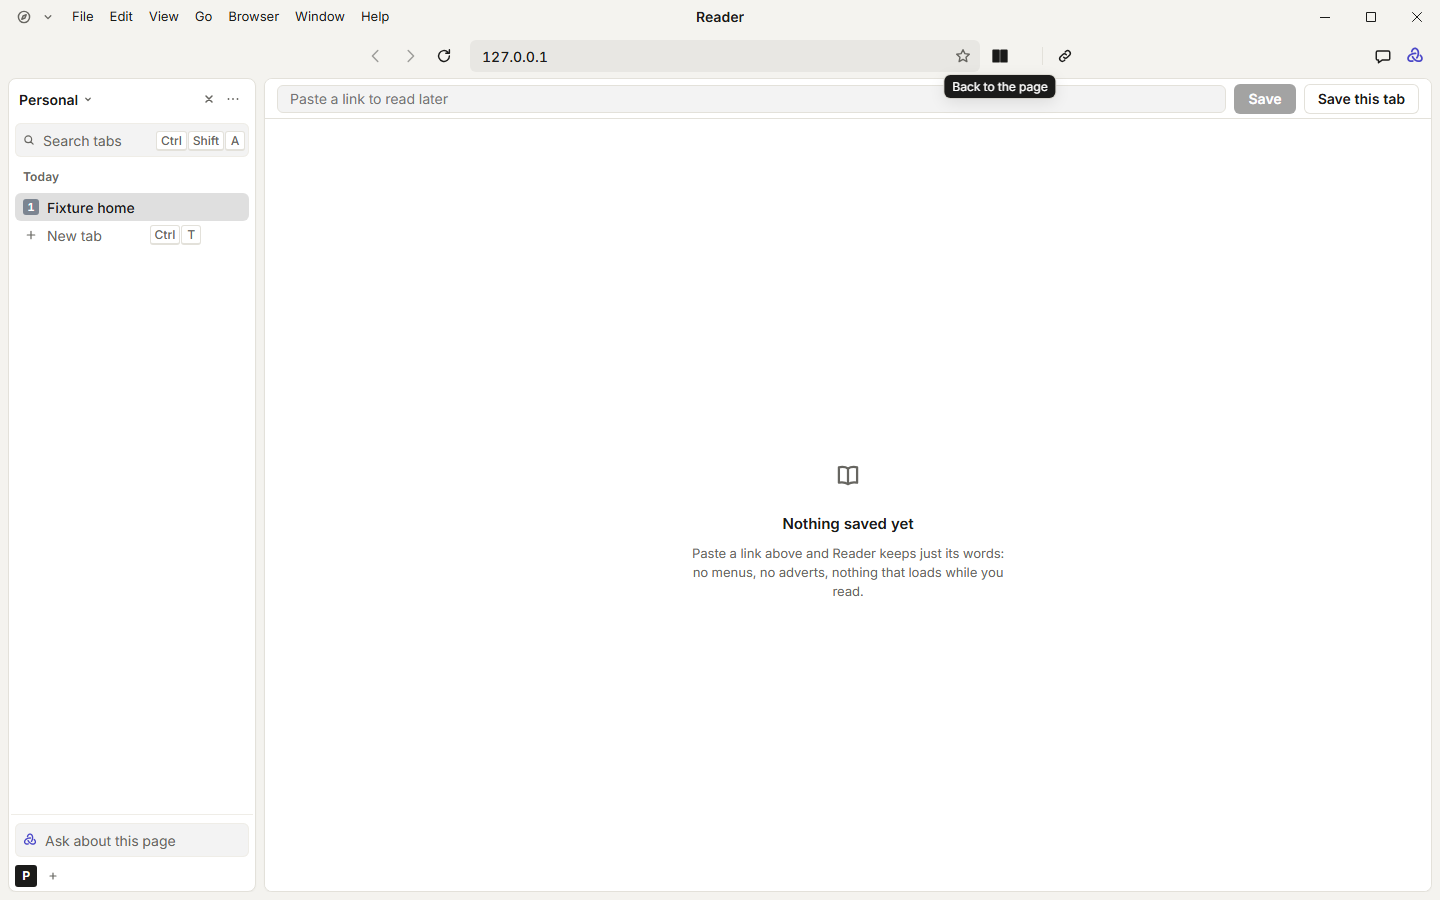 File Edit View Go Browser Window Help
Reader
127.0.0.1
Back to the page
Personal
Paste a link to read later
Save
Save this tab
Search tabs
Ctrl Shift A
Today
1 Fixture home
New tab
Ctrl T
Nothing saved yet
Paste a link above and Reader keeps just its words:
no menus, no adverts, nothing that loads while you
read.
Ask about this page
P